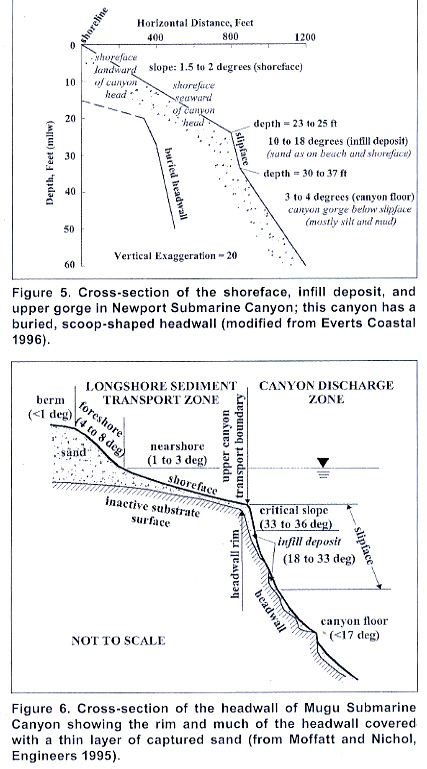 Horizontal Distance, Feet
shoreline
0 400 800 1200
0
10
20
30
40
50
60
Depth, Feet (mllw)
shoreface
landward
of canyon
head
slope: 1.5 to 2 degrees (shoreface)
shoreface
seaward
of canyon
head
slipface
depth = 23 to 25 ft
10 to 18 degrees (infill deposit)
(sand as on beach and shoreface)
depth = 30 to 37 ft
buried headwall
3 to 4 degrees (canyon floor)
canyon gorge below slipface
(mostly silt and mud)
Vertical Exaggeration = 20
Figure 5. Cross-section of the shoreface, infill deposit, and
upper gorge in Newport Submarine Canyon; this canyon has a
buried, scoop-shaped headwall (modified from Everts Coastal
1996).
LONGSHORE SEDIMENT
TRANSPORT ZONE
CANYON DISCHARGE
ZONE
berm
(<1 deg)
foreshore
(4 to 8 deg)
nearshore
(1 to 3 deg)
upper canyon
transport boundary
sand
shoreface
inactive substrate
surface
critical slope
(33 to 36 deg)
infill deposit
(18 to 33 deg)
slipface
headwall rim
headwall
canyon floor
(<17 deg)
NOT TO SCALE
Figure 6. Cross-section of the headwall of Mugu Submarine
Canyon showing the rim and much of the headwall covered
with a thin layer of captured sand (from Moffatt and Nichol,
Engineers 1995).